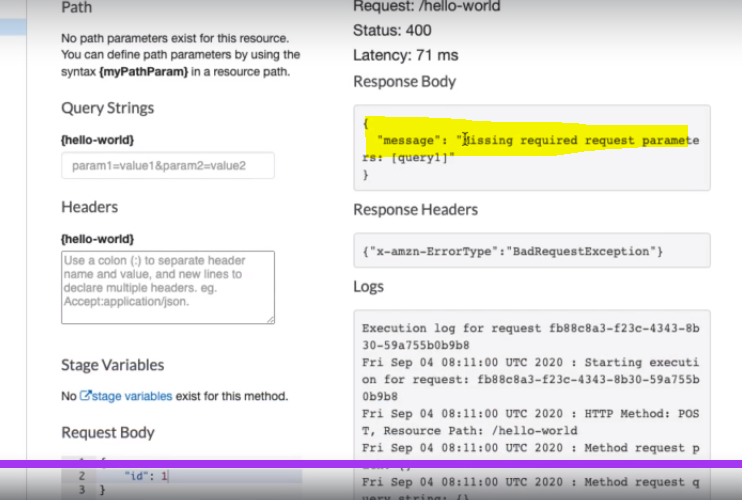 Path
No path parameters exist for this resource.
You can define path parameters by using the
syntax {myPathParam} in a resource path.
Query Strings
{hello-world}
param1=value1&param2=value2
Headers
{hello-world}
Use a colon (:) to separate header
name and value, and new lines to
declare multiple headers. eg.
Accept:application/json.
Stage Variables
No stage variables exist for this method.
Request Body
1 {
2 "id": 1
3 }
Request: /hello-world
Status: 400
Latency: 71 ms
Response Body
{
"message": "Missing required request paramete
rs: [query1]"
}
Response Headers
{"x-amzn-ErrorType":"BadRequestException"}
Logs
Execution log for request fb88c8a3-f23c-4343-8b
30-59a755b0b9b8
Fri Sep 04 08:11:00 UTC 2020 : Starting executi
on for request: fb88c8a3-f23c-4343-8b30-59a755b
0b9b8
Fri Sep 04 08:11:00 UTC 2020 : HTTP Method: POS
T, Resource Path: /hello-world
Fri Sep 04 08:11:00 UTC 2020 : Method request p
Fri Sep 04 08:11:00 UTC 2020 : Method request q
uery string: {}